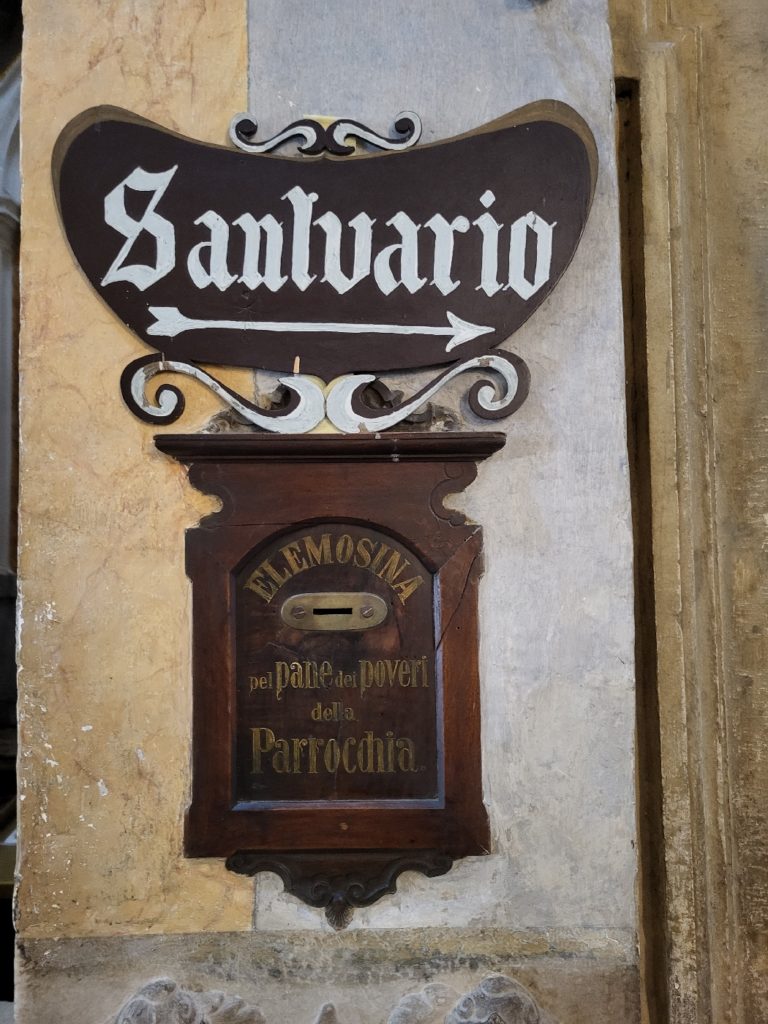 Santuario
ELEMOSINA
pel pane dei poveri
della
Parrocchia.